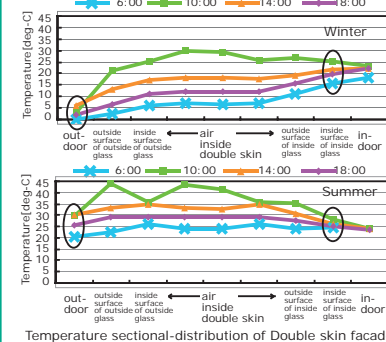 6:00 10:00 14:00 18:00
Winter
Temperature[deg-C]
45
40
35
30
25
20
15
10
5
0
out-door
outside surface of outside glass
inside surface of outside glass
air inside double skin
outside surface of inside glass
inside surface of inside glass
in-door
6:00 10:00 14:00 18:00
Summer
Temperature[deg-C]
45
40
35
30
25
20
15
10
5
0
out-door
outside surface of outside glass
inside surface of outside glass
air inside double skin
outside surface of inside glass
inside surface of inside glass
in-door
Temperature sectional-distribution of Double skin facad